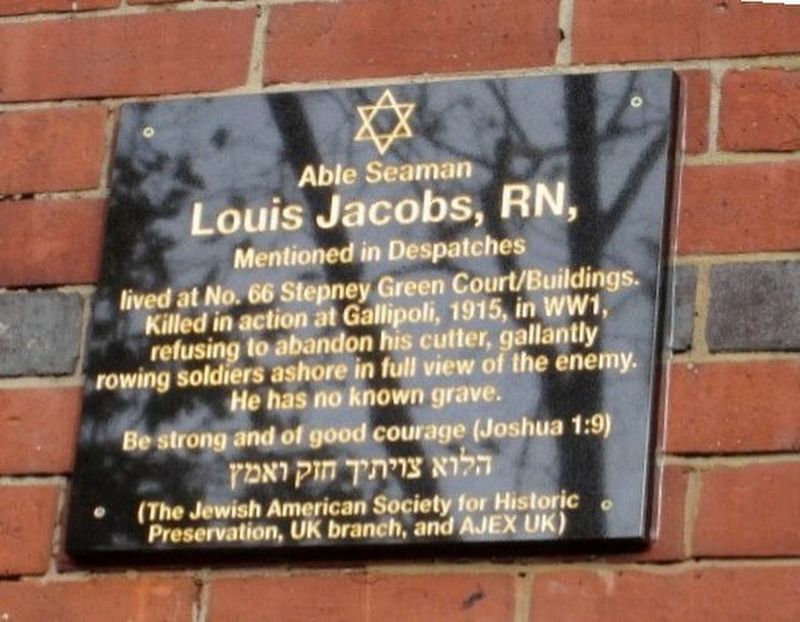 Able Seaman
Louis Jacobs, RN,
Mentioned in Despatches
lived at No. 66 Stepney Green Court/Buildings.
Killed in action at Gallipoli, 1915, in WW1,
refusing to abandon his cutter, gallantly
rowing soldiers ashore in full view of the enemy.
He has no known grave.
Be strong and of good courage (Joshua 1:9)
הלוא צויתיך חזק ואמץ
(The Jewish American Society for Historic
Preservation, UK branch, and AJEX UK)